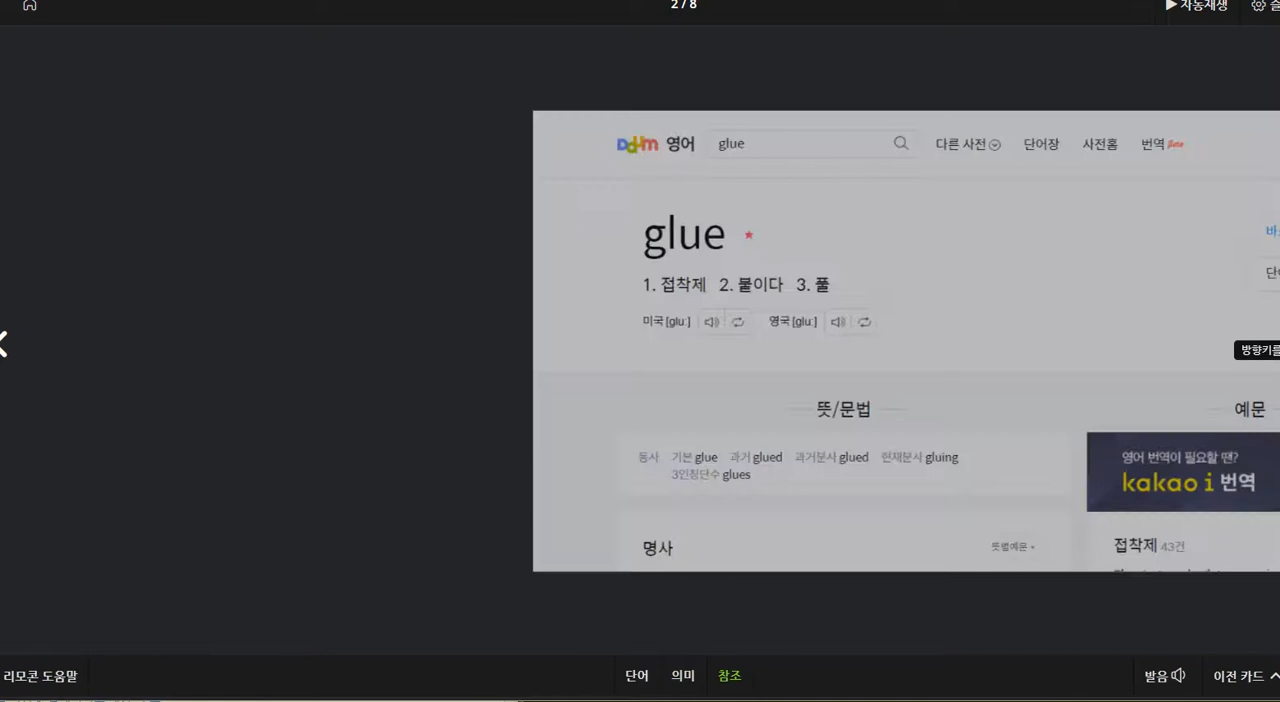 2 / 8
▶ 자동재생
Daum 영어 glue 다른 사전 단어장 사전홈 번역 Beta
glue *
1. 접착제 2. 붙이다 3. 풀
미국 [gluː] 영국 [gluː]
방향키를
뜻/문법 예문
동사 기본 glue 과거 glued 과거분사 glued 현재분사 gluing
3인칭단수 glues
영어 번역이 필요할 땐?
kakao i 번역
명사 뜻별예문
접착제 43건
리모콘 도움말 단어 의미 참조 발음 이전 카드